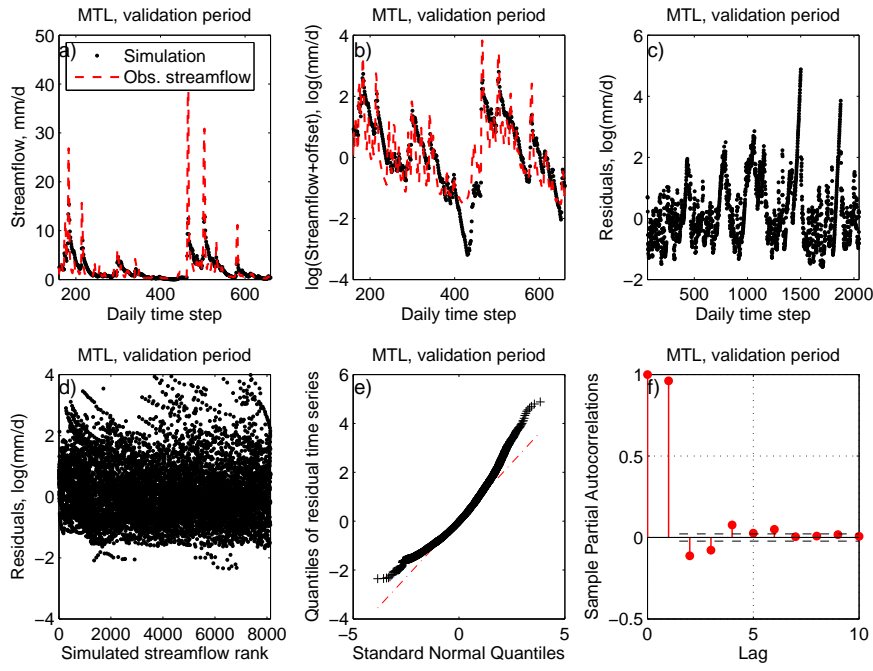 MTL, validation period
a)
Simulation
Obs. streamflow
Streamflow, mm/d
50
40
30
20
10
0
200 400 600
Daily time step
MTL, validation period
b)
log(Streamflow+offset), log(mm/d)
4
2
0
−2
−4
200 400 600
Daily time step
MTL, validation period
c)
Residuals, log(mm/d)
6
4
2
0
−2
500 1000 1500 2000
Daily time step
MTL, validation period
d)
Residuals, log(mm/d)
4
2
0
−2
−4
0 2000 4000 6000 8000
Simulated streamflow rank
MTL, validation period
e)
Quantiles of residual time series
6
4
2
0
−2
−4
−5 0 5
Standard Normal Quantiles
MTL, validation period
f)
Sample Partial Autocorrelations
1
0.5
0
−0.5
0 5 10
Lag